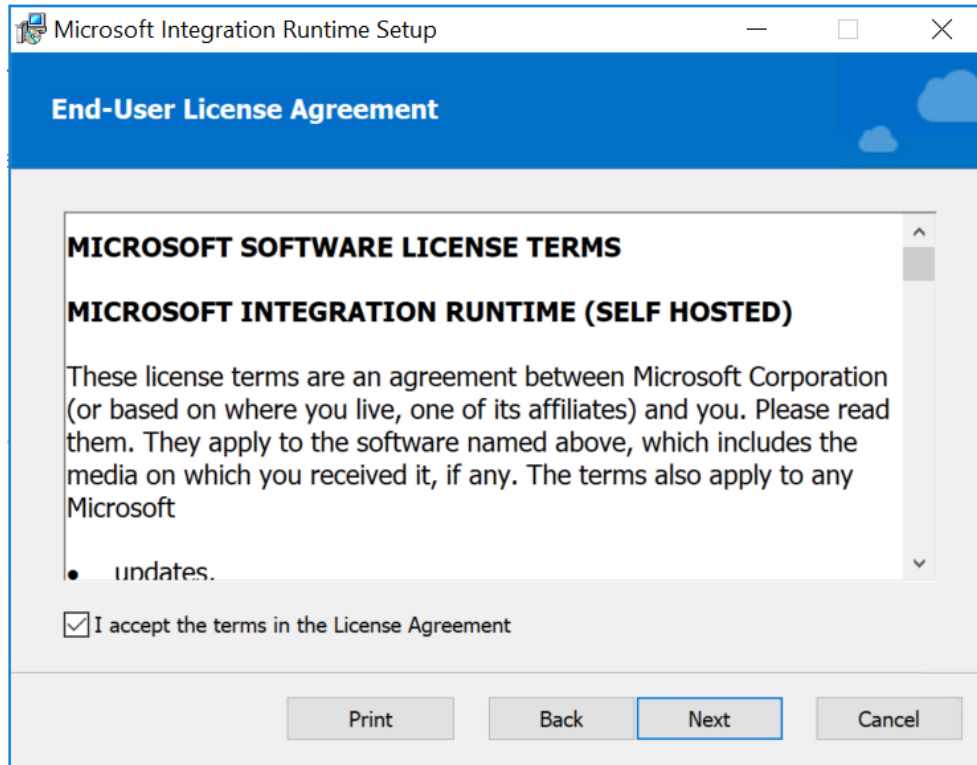 Microsoft Integration Runtime Setup
End-User License Agreement
MICROSOFT SOFTWARE LICENSE TERMS
MICROSOFT INTEGRATION RUNTIME (SELF HOSTED)
These license terms are an agreement between Microsoft Corporation
(or based on where you live, one of its affiliates) and you. Please read
them. They apply to the software named above, which includes the
media on which you received it, if any. The terms also apply to any
Microsoft
• updates,
I accept the terms in the License Agreement
Print Back Next Cancel